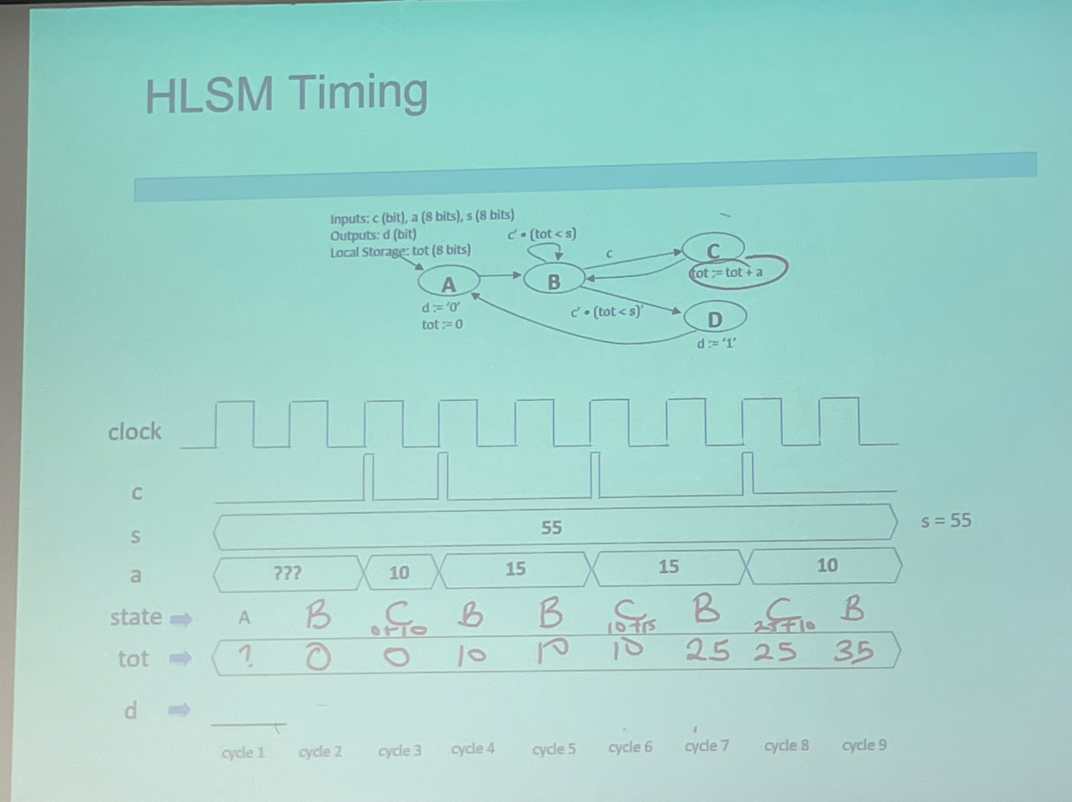 HLSM Timing
Inputs: c (bit), a (8 bits), s (8 bits)
Outputs: d (bit)
Local Storage: tot (8 bits)
c' • (tot < s)
c
A
B
C
tot := tot + a
d := '0'
tot := 0
c' • (tot < s)'
D
d := '1'
clock
c
s 55 s = 55
a ??? 10 15 15 10
state A B C B B C B C B
0+10 10+15 25+10
tot ? 0 0 10 10 10 25 25 35
d
cycle 1 cycle 2 cycle 3 cycle 4 cycle 5 cycle 6 cycle 7 cycle 8 cycle 9